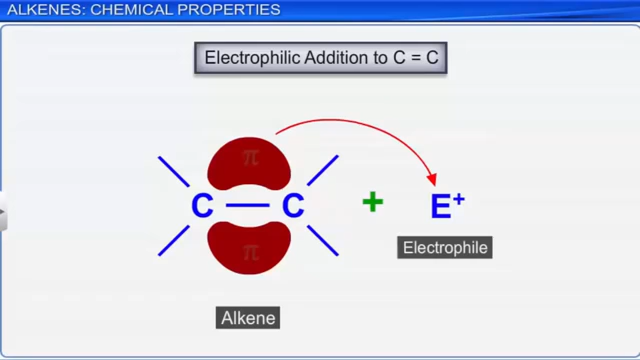 ALKENES: CHEMICAL PROPERTIES
Electrophilic Addition to C = C
π
C — C + E⁺
π
Electrophile
Alkene